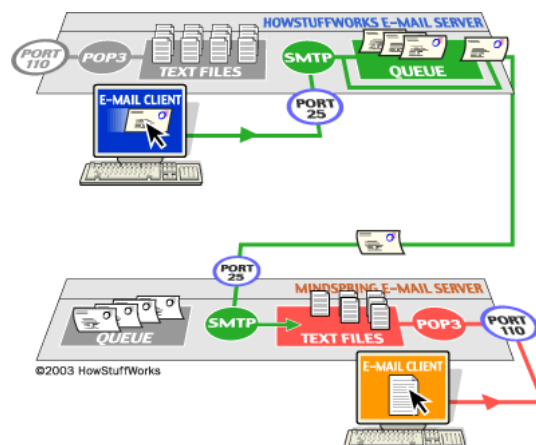 HOWSTUFFWORKS E-MAIL SERVER
PORT
110
POP3
TEXT FILES
SMTP
QUEUE
E-MAIL CLIENT
PORT
25
PORT
25
MINDSPRING E-MAIL SERVER
QUEUE
SMTP
TEXT FILES
POP3
PORT
110
©2003 HowStuffWorks
E-MAIL CLIENT